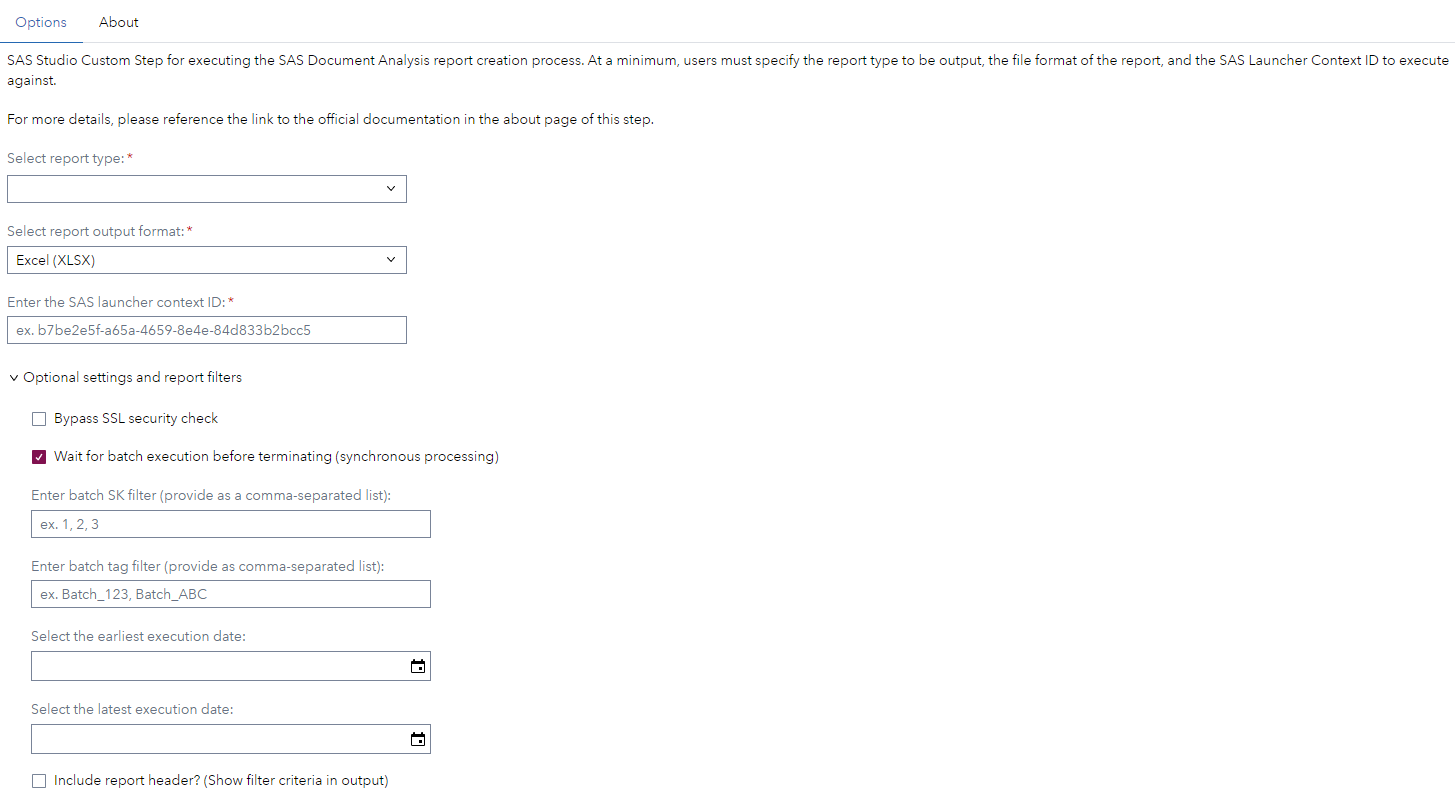 Options About
SAS Studio Custom Step for executing the SAS Document Analysis report creation process. At a minimum, users must specify the report type to be output, the file format of the report, and the SAS Launcher Context ID to execute
against.
For more details, please reference the link to the official documentation in the about page of this step.
Select report type:*
Select report output format:*
Excel (XLSX)
Enter the SAS launcher context ID:*
ex. b7be2e5f-a65a-4659-8e4e-84d833b2bcc5
Optional settings and report filters
Bypass SSL security check
Wait for batch execution before terminating (synchronous processing)
Enter batch SK filter (provide as a comma-separated list):
ex. 1, 2, 3
Enter batch tag filter (provide as comma-separated list):
ex. Batch_123, Batch_ABC
Select the earliest execution date:
Select the latest execution date:
Include report header? (Show filter criteria in output)